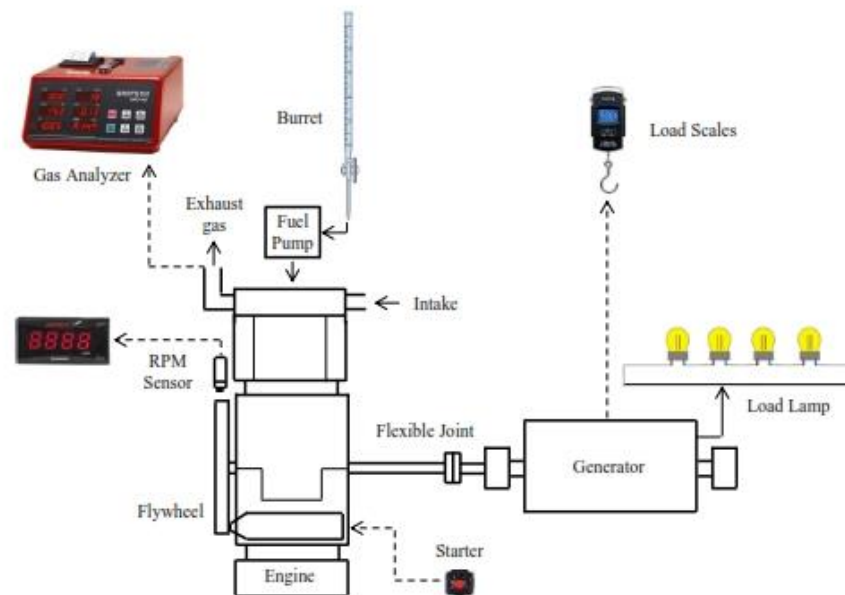 Burret
Load Scales
Gas Analyzer
Exhaust
gas
Fuel
Pump
Intake
8888
RPM
Sensor
Load Lamp
Flexible Joint
Generator
Flywheel
Starter
Engine